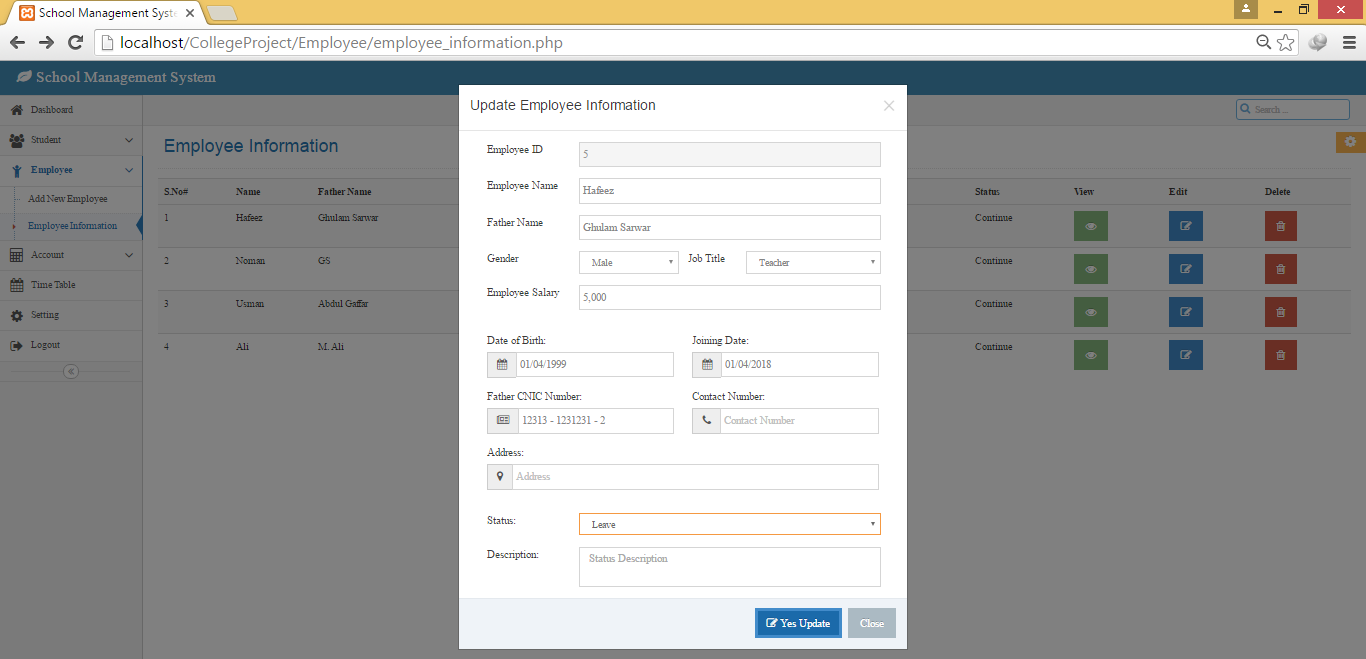 School Management Syst
localhost/CollegeProject/Employee/employee_information.php
School Management System
Dashboard
Student
Employee
Add New Employee
Employee Information
Account
Time Table
Setting
Logout
Search ...
Employee Information
S.No# Name Father Name Status View Edit Delete
1 Hafeez Ghulam Sarwar Continue
2 Noman GS Continue
3 Usman Abdul Gaffar Continue
4 Ali M. Ali Continue
Update Employee Information
Employee ID 5
Employee Name Hafeez
Father Name Ghulam Sarwar
Gender Male Job Title Teacher
Employee Salary 5,000
Date of Birth: Joining Date:
01/04/1999 01/04/2018
Father CNIC Number: Contact Number:
12313 - 1231231 - 2 Contact Number
Address:
Address
Status: Leave
Description: Status Description
Yes Update Close